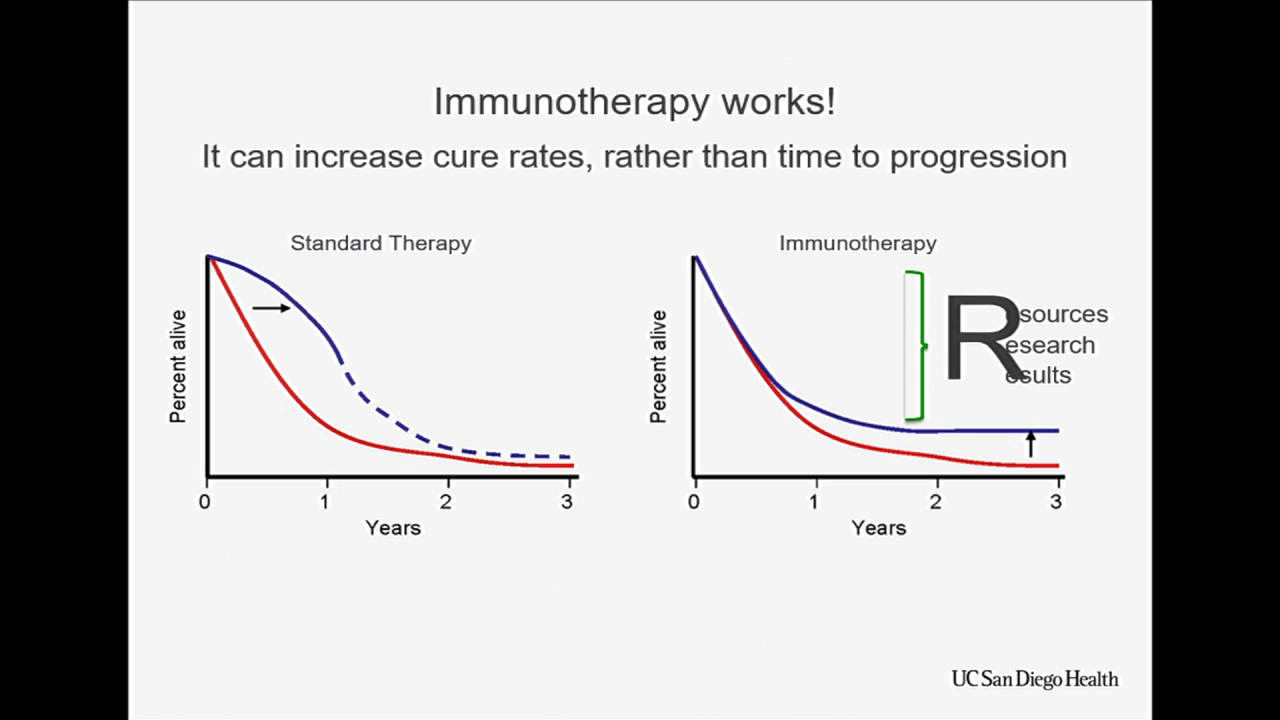 Immunotherapy works!
It can increase cure rates, rather than time to progression
Standard Therapy
Percent alive
0 1 2 3
Years
Immunotherapy
Percent alive
R
esources
esearch
esults
0 1 2 3
Years
UC San Diego Health